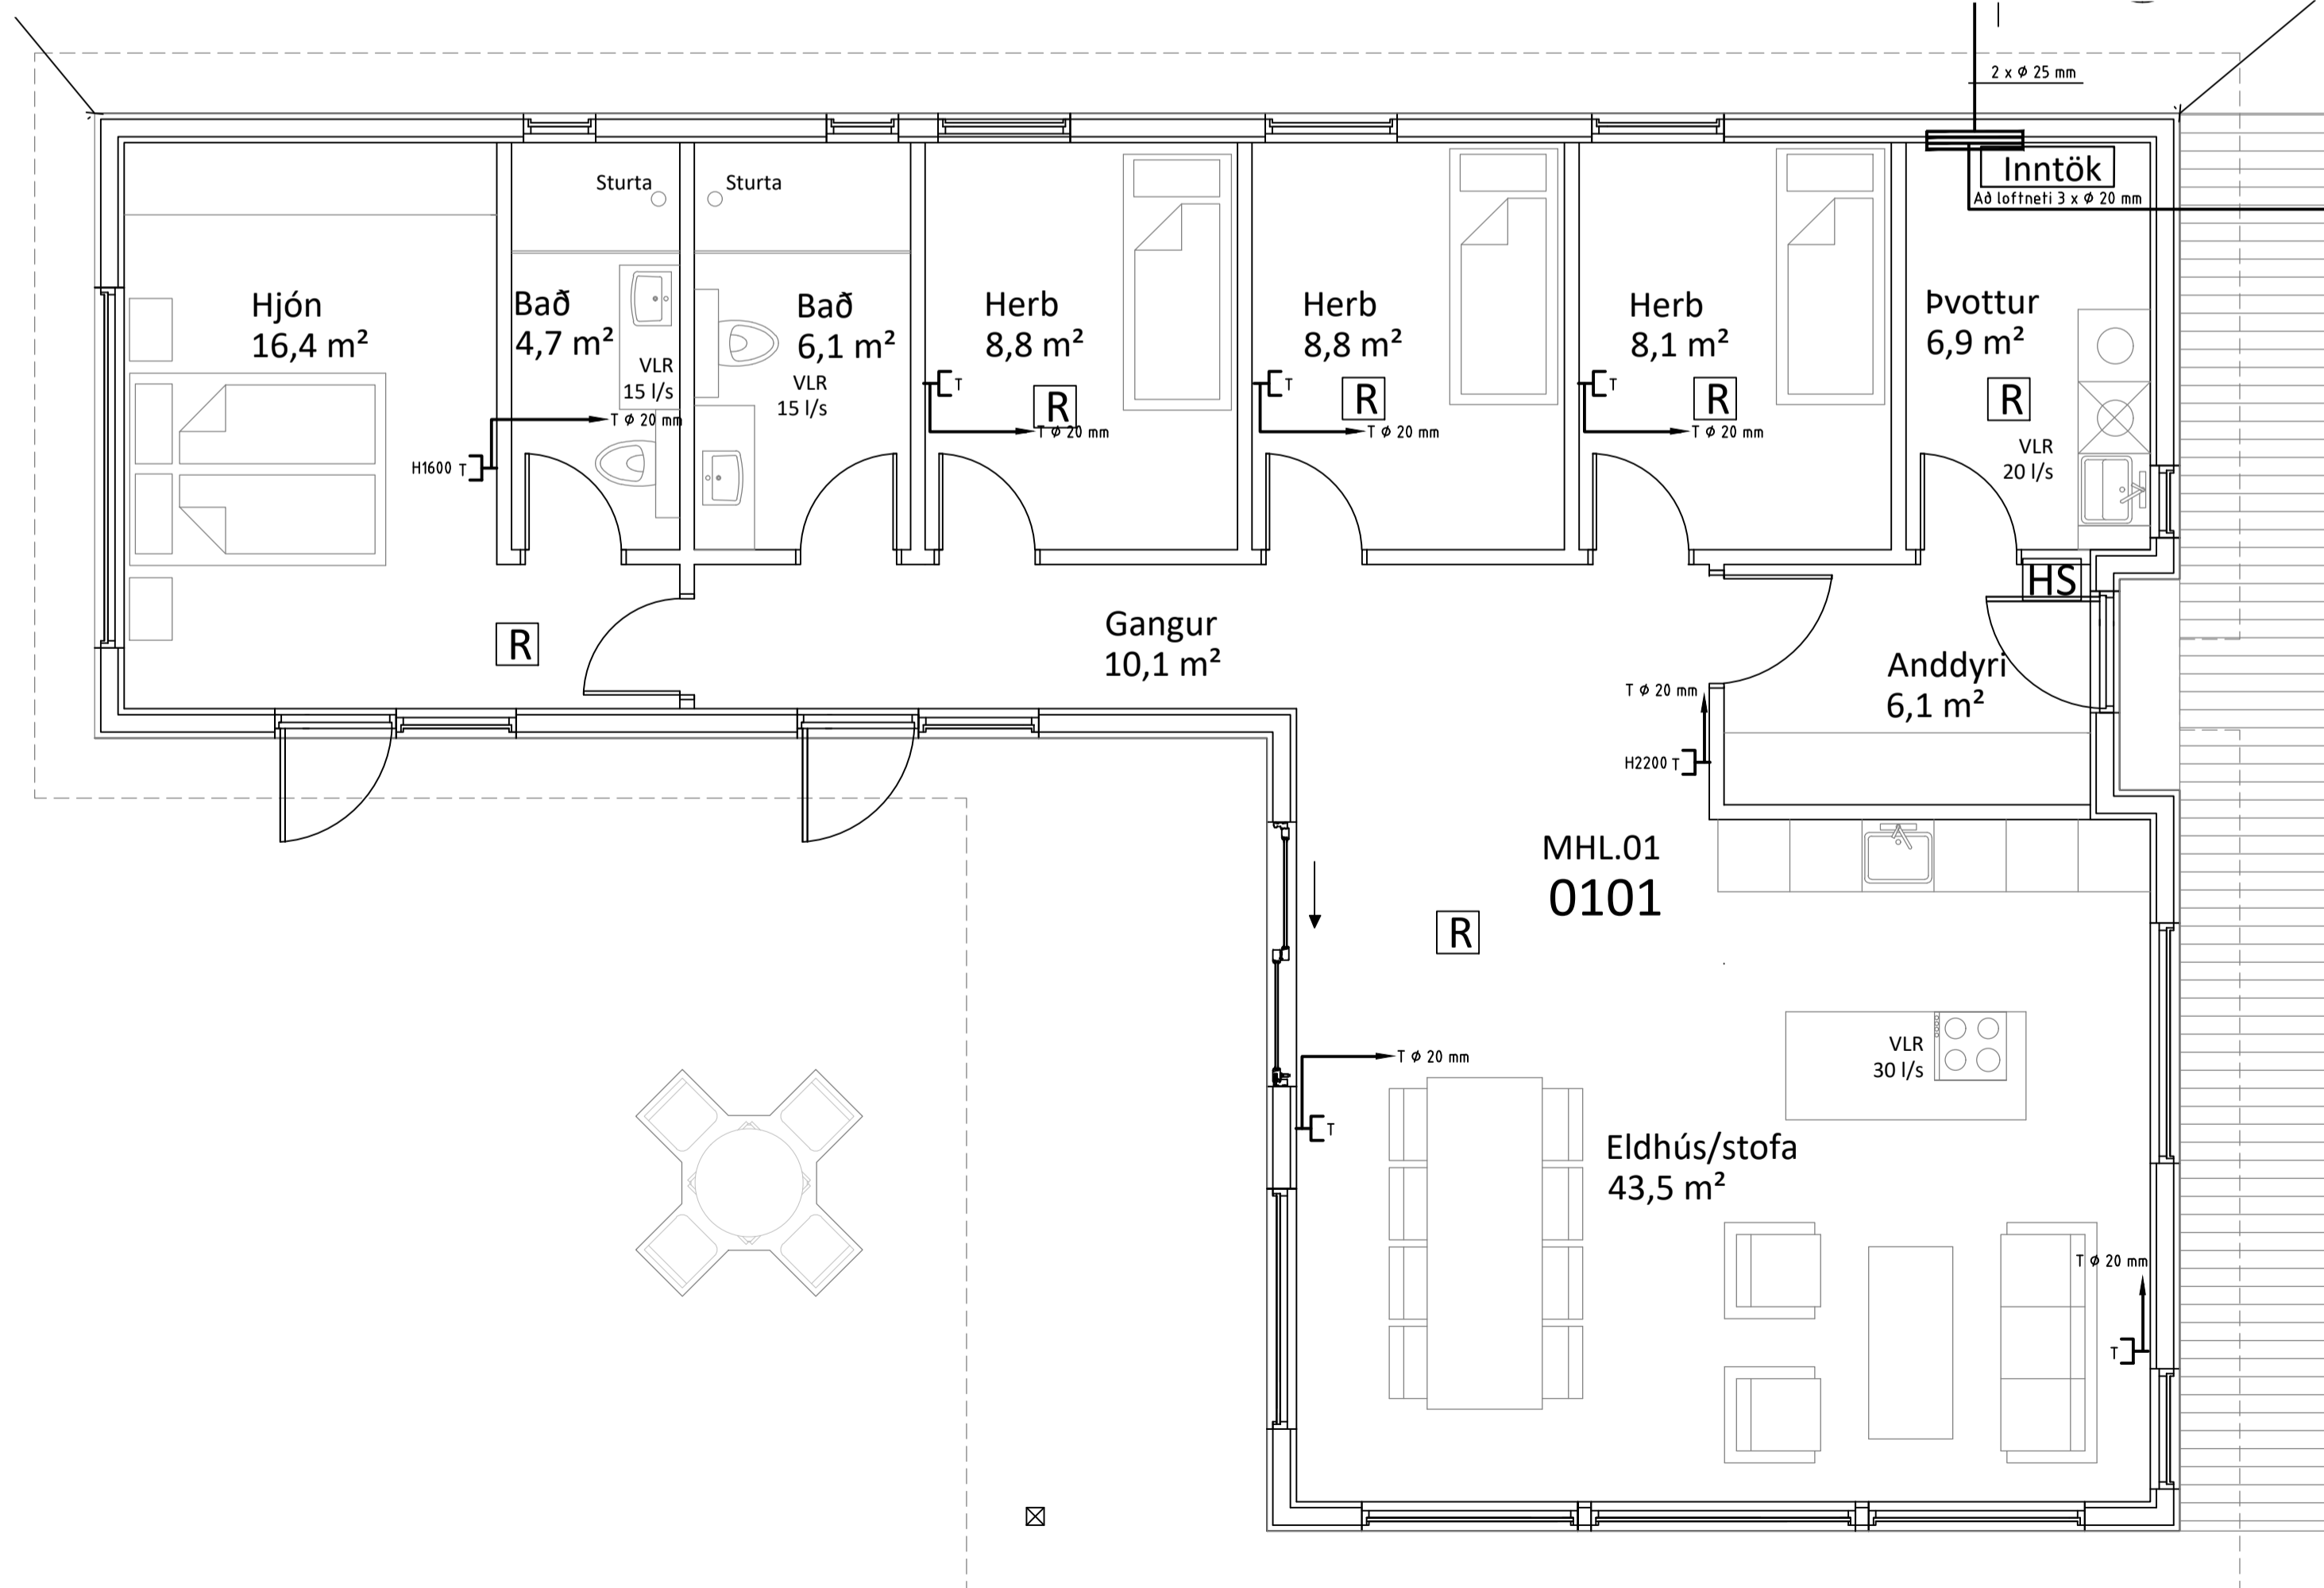 2 x Ø 25 mm
Inntök
Að loftneti 3 x Ø 20 mm
Sturta
Sturta
Hjón
16,4 m²
Bað
4,7 m²
VLR
15 l/s
T Ø 20 mm
H1600 T
Bað
6,1 m²
VLR
15 l/s
Herb
8,8 m²
T
R
T Ø 20 mm
Herb
8,8 m²
T
R
T Ø 20 mm
Herb
8,1 m²
T
R
T Ø 20 mm
Þvottur
6,9 m²
R
VLR
20 l/s
HS
R
Gangur
10,1 m²
Anddyri
6,1 m²
T Ø 20 mm
H2200 T
MHL.01
0101
R
VLR
30 l/s
T Ø 20 mm
T
Eldhús/stofa
43,5 m²
T Ø 20 mm
T